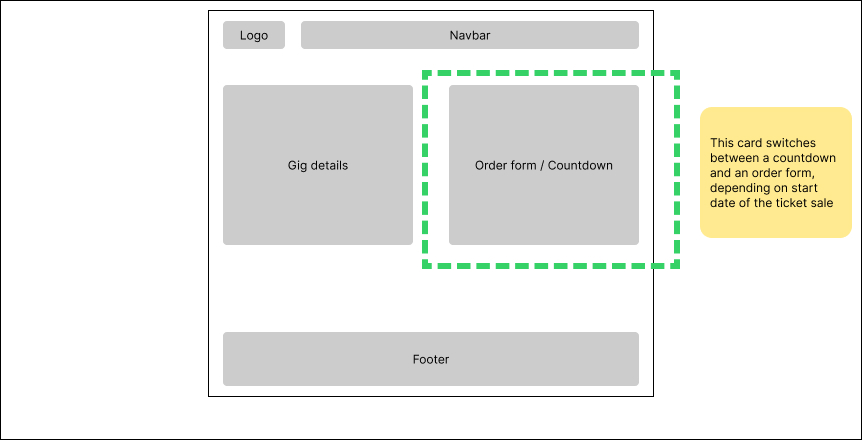 Logo
Navbar
Gig details
Order form / Countdown
This card switches
between a countdown
and an order form,
depending on start
date of the ticket sale
Footer